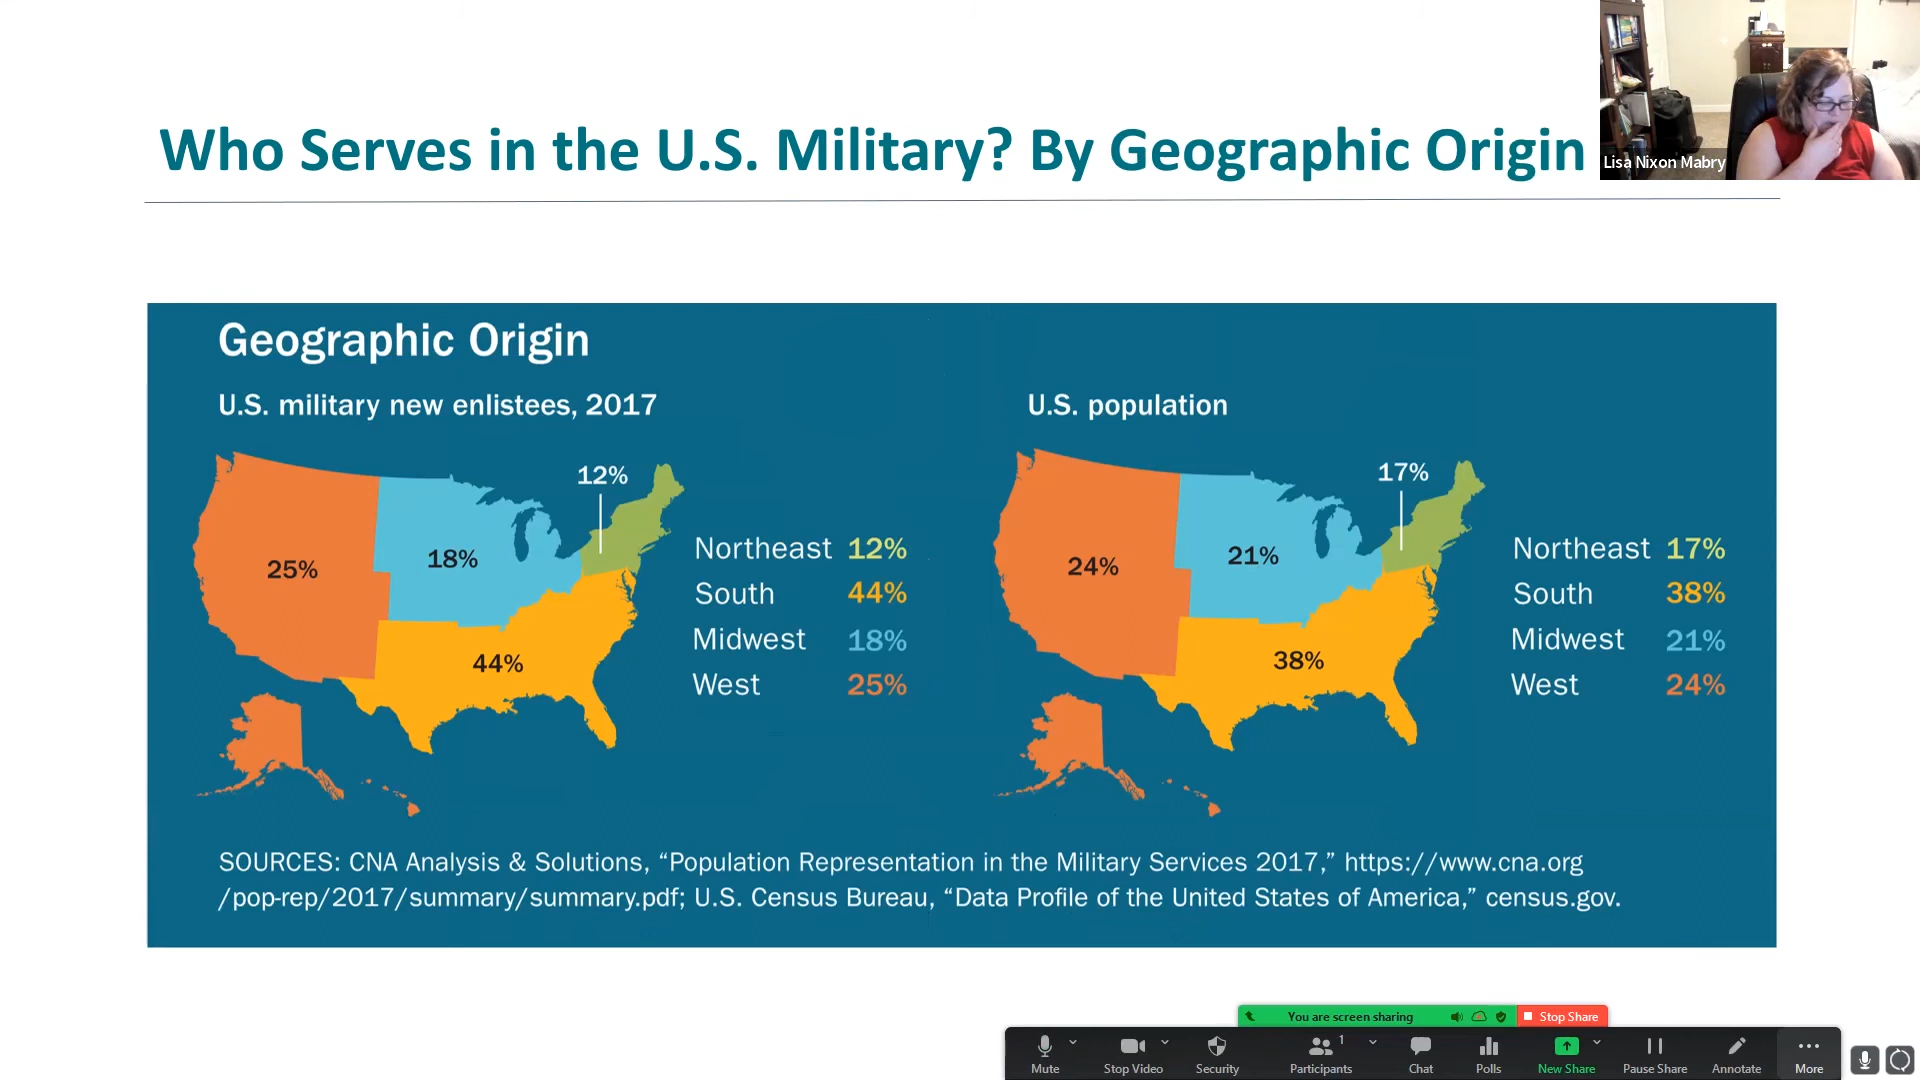 Who Serves in the U.S. Military? By Geographic Origin
Lisa Nixon Mabry
Geographic Origin
U.S. military new enlistees, 2017
U.S. population
12%
25%
18%
44%
Northeast 12%
South 44%
Midwest 18%
West 25%
17%
24%
21%
38%
Northeast 17%
South 38%
Midwest 21%
West 24%
SOURCES: CNA Analysis & Solutions, “Population Representation in the Military Services 2017,” https://www.cna.org
/pop-rep/2017/summary/summary.pdf; U.S. Census Bureau, “Data Profile of the United States of America,” census.gov.
You are screen sharing
Stop Share
1
Mute
Stop Video
Security
Participants
Chat
Polls
New Share
Pause Share
Annotate
More